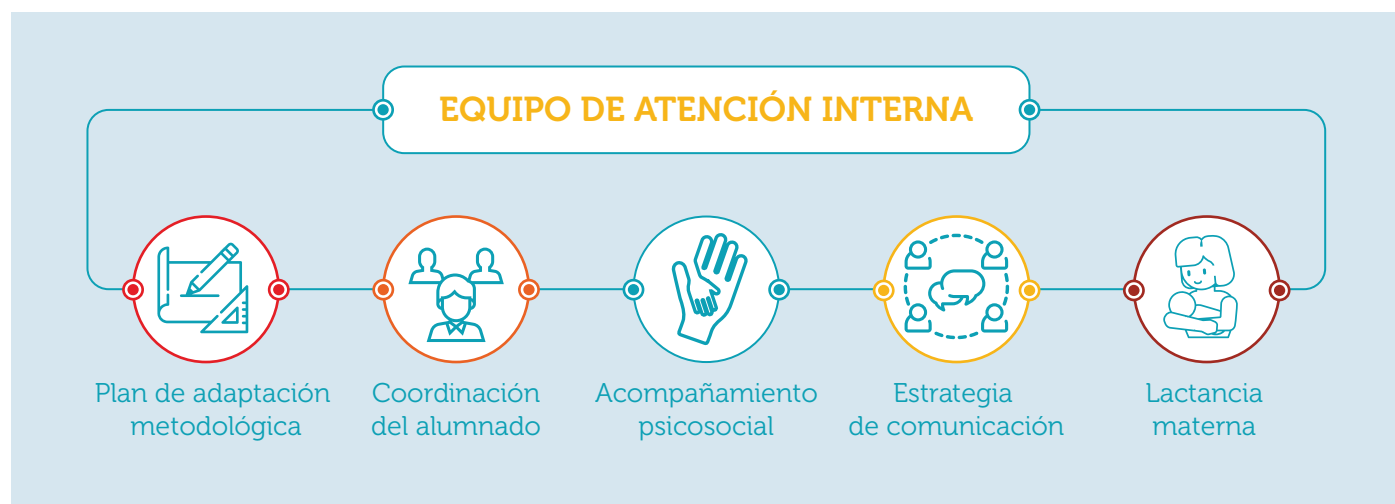 EQUIPO DE ATENCIÓN INTERNA
Plan de adaptación
metodológica
Coordinación
del alumnado
Acompañamiento
psicosocial
Estrategia
de comunicación
Lactancia
materna